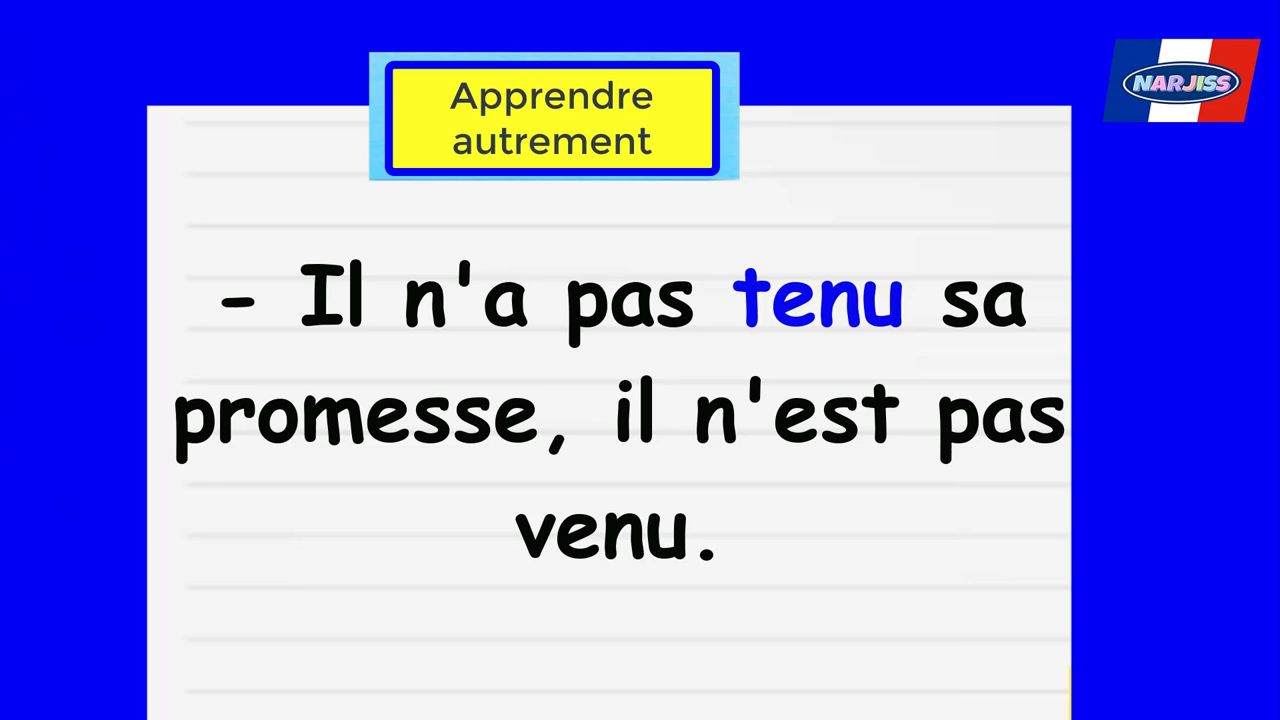 Apprendre
autrement
NARJISS
- Il n'a pas tenu sa
promesse, il n'est pas
venu.